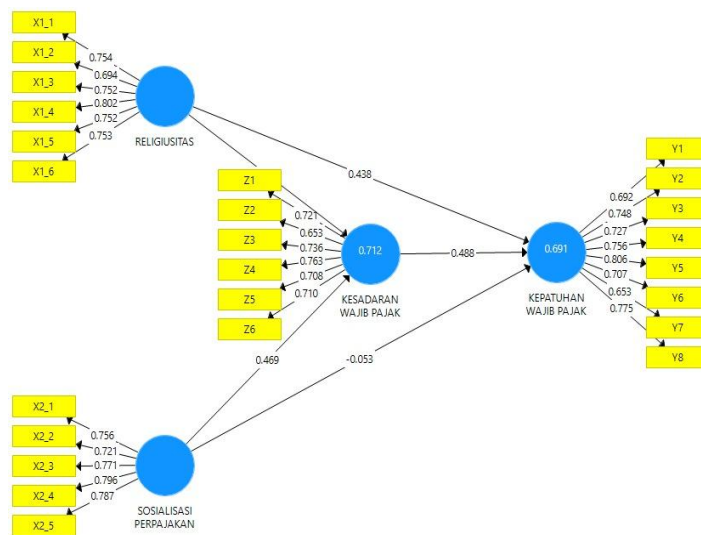 X1_1
X1_2
X1_3
X1_4
X1_5
X1_6
0.754
0.694
0.752
0.802
0.752
0.753
RELIGIUSITAS
0.438
Z1
Z2
Z3
Z4
Z5
Z6
0.721
0.653
0.736
0.763
0.708
0.710
0.712
KESADARAN
WAJIB PAJAK
0.488
0.691
KEPATUHAN
WAJIB PAJAK
0.692
0.748
0.727
0.756
0.806
0.707
0.653
0.775
Y1
Y2
Y3
Y4
Y5
Y6
Y7
Y8
0.469
-0.053
X2_1
X2_2
X2_3
X2_4
X2_5
0.756
0.721
0.771
0.796
0.787
SOSIALISASI
PERPAJAKAN